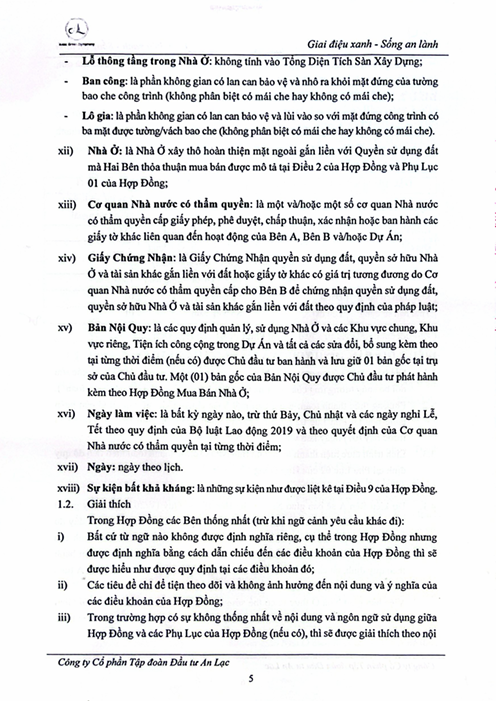 Giai điệu xanh - Sống an lành
- Lỗ thông tầng trong Nhà Ở: không tính vào Tổng Diện Tích Sàn Xây Dựng;
- Ban công: là phần không gian có lan can bảo vệ và nhô ra khỏi mặt đứng của tường
bao che công trình (không phân biệt có mái che hay không có mái che);
- Lô gia: là phần không gian có lan can bảo vệ và lùi vào so với mặt đứng công trình có
ba mặt được tường/vách bao che (không phân biệt có mái che hay không có mái che).
xii) Nhà Ở: là Nhà Ở xây thô hoàn thiện mặt ngoài gắn liền với Quyền sử dụng đất
mà Hai Bên thỏa thuận mua bán được mô tả tại Điều 2 của Hợp Đồng và Phụ Lục
01 của Hợp Đồng;
xiii) Cơ quan Nhà nước có thẩm quyền: là một và/hoặc một số cơ quan Nhà nước
có thẩm quyền cấp giấy phép, phê duyệt, chấp thuận, xác nhận hoặc ban hành các
giấy tờ khác liên quan đến hoạt động của Bên A, Bên B và/hoặc Dự Án;
xiv) Giấy Chứng Nhận: là Giấy Chứng Nhận quyền sử dụng đất, quyền sở hữu Nhà
Ở và tài sản khác gắn liền với đất hoặc giấy tờ khác có giá trị tương đương do Cơ
quan Nhà nước có thẩm quyền cấp cho Bên B để chứng nhận quyền sử dụng đất,
quyền sở hữu Nhà Ở và tài sản khác gắn liền với đất theo quy định của pháp luật;
xv) Bản Nội Quy: là các quy định quản lý, sử dụng Nhà Ở và các Khu vực chung, Khu
vực riêng, Tiện ích công cộng trong Dự Án và tất cả các sửa đổi, bổ sung kèm theo
tại từng thời điểm (nếu có) được Chủ đầu tư ban hành và lưu giữ 01 bản gốc tại trụ
sở của Chủ đầu tư. Một (01) bản gốc của Bản Nội Quy được Chủ đầu tư phát hành
kèm theo Hợp Đồng Mua Bán Nhà Ở;
xvi) Ngày làm việc: là bất kỳ ngày nào, trừ thứ Bảy, Chủ nhật và các ngày nghỉ Lễ,
Tết theo quy định của Bộ luật Lao động 2019 và theo quyết định của Cơ quan
Nhà nước có thẩm quyền tại từng thời điểm;
xvii) Ngày: ngày theo lịch.
xviii) Sự kiện bất khả kháng: là những sự kiện như được liệt kê tại Điều 9 của Hợp Đồng.
1.2. Giải thích
Trong Hợp Đồng các Bên thống nhất (trừ khi ngữ cảnh yêu cầu khác đi):
i) Bất cứ từ ngữ nào không được định nghĩa riêng, cụ thể trong Hợp Đồng nhưng
được định nghĩa bằng cách dẫn chiếu đến các điều khoản của Hợp Đồng thì sẽ
được hiểu như được quy định tại các điều khoản đó;
ii) Các tiêu đề chỉ để tiện theo dõi và không ảnh hưởng đến nội dung và ý nghĩa của
các điều khoản của Hợp Đồng;
iii) Trong trường hợp có sự không thống nhất về nội dung và ngôn ngữ sử dụng giữa
Hợp Đồng và các Phụ Lục của Hợp Đồng (nếu có), thì sẽ được giải thích theo nội
Công ty Cổ phần Tập đoàn Đầu tư An Lạc
5